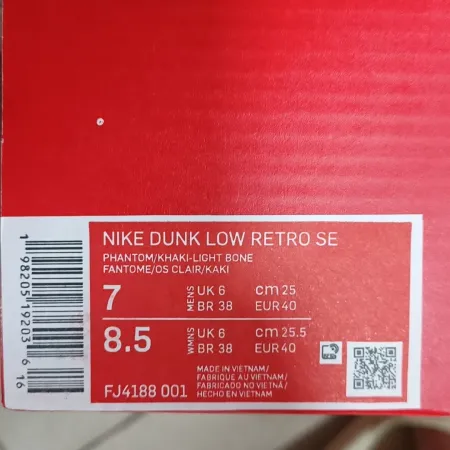 NIKE DUNK LOW RETRO SE
PHANTOM/KHAKI-LIGHT BONE
FANTOME/OS CLAIR/KAKI
7 MENS UK 6 cm 25
BR 38 EUR 40
8.5 WMNS UK 6 cm 25.5
BR 38 EUR 40
FJ4188 001
MADE IN VIETNAM/
FABRIQUE AU VIETNAM/
FABRICADO NO VIETNÃ/
HECHO EN VIETNAM
1 98205 19203 6 16